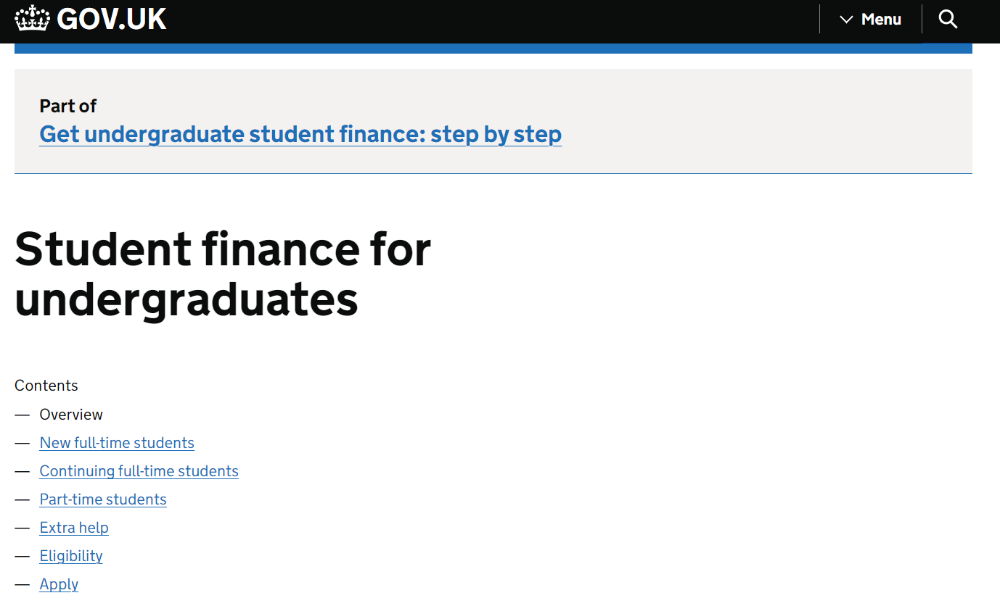 GOV.UK
Menu
Part of
Get undergraduate student finance: step by step
Student finance for
undergraduates
Contents
— Overview
— New full-time students
— Continuing full-time students
— Part-time students
— Extra help
— Eligibility
— Apply